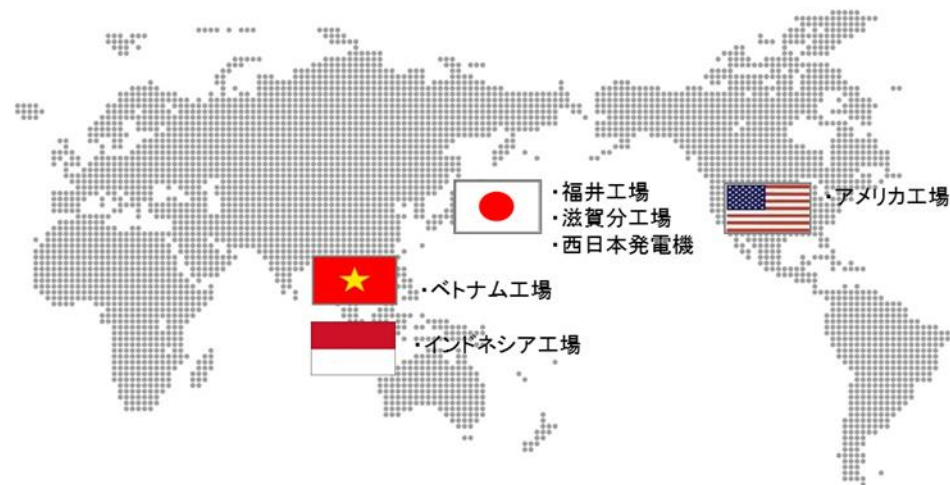 ・福井工場
・滋賀分工場
・西日本発電機
・アメリカ工場
・ベトナム工場
・インドネシア工場